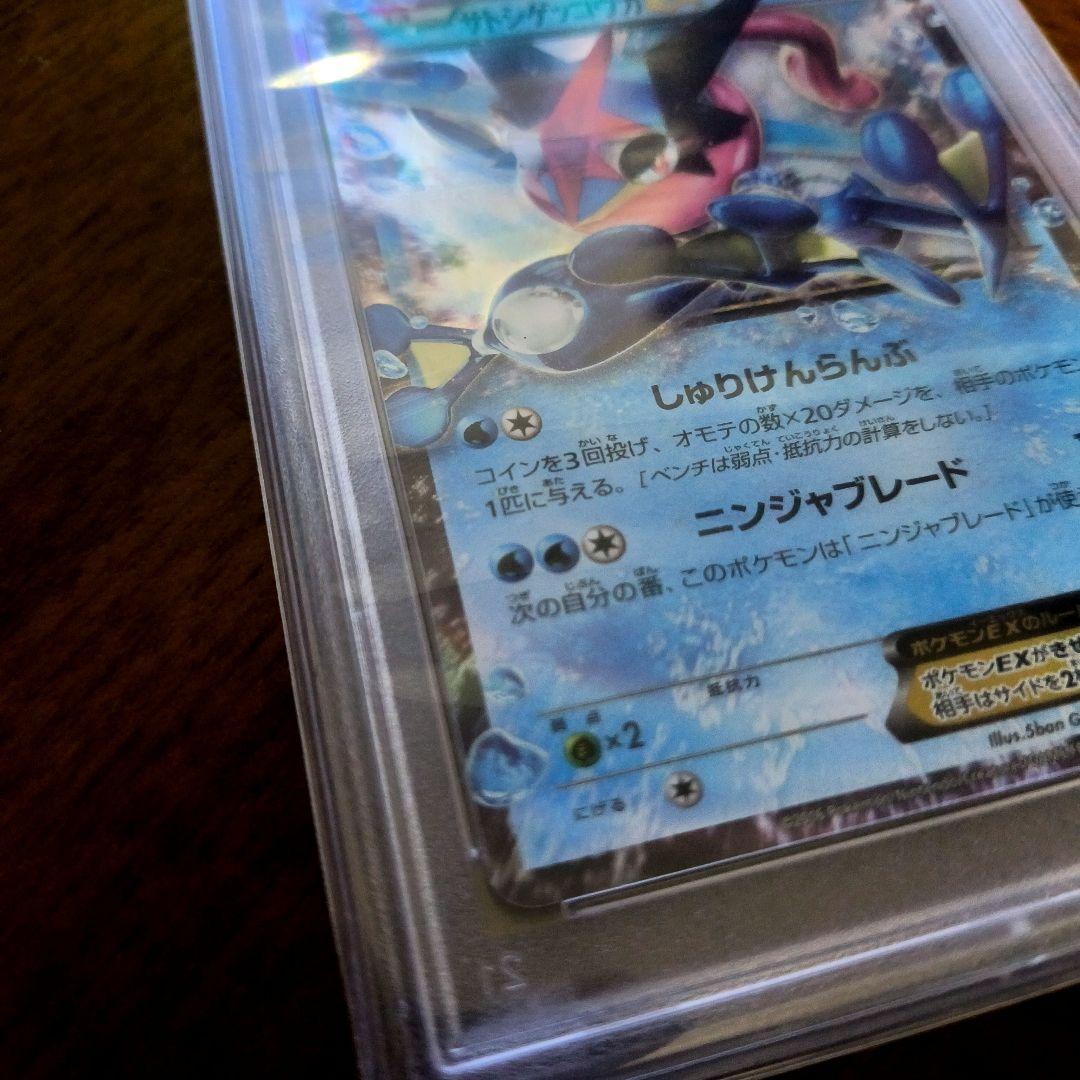 サトシゲッコウガ
しゅりけんらんぶ
コインを3回投げ、オモテの数×20ダメージを、相手のポケモン
1匹に与える。［ベンチは弱点・抵抗力の計算をしない。］
ニンジャブレード
次の自分の番、このポケモンは「ニンジャブレード」が使
抵抗力
弱点
×2
にげる
ポケモンEXのルー
ポケモンEXがきぜ
相手はサイドを2
Illus.5ban G